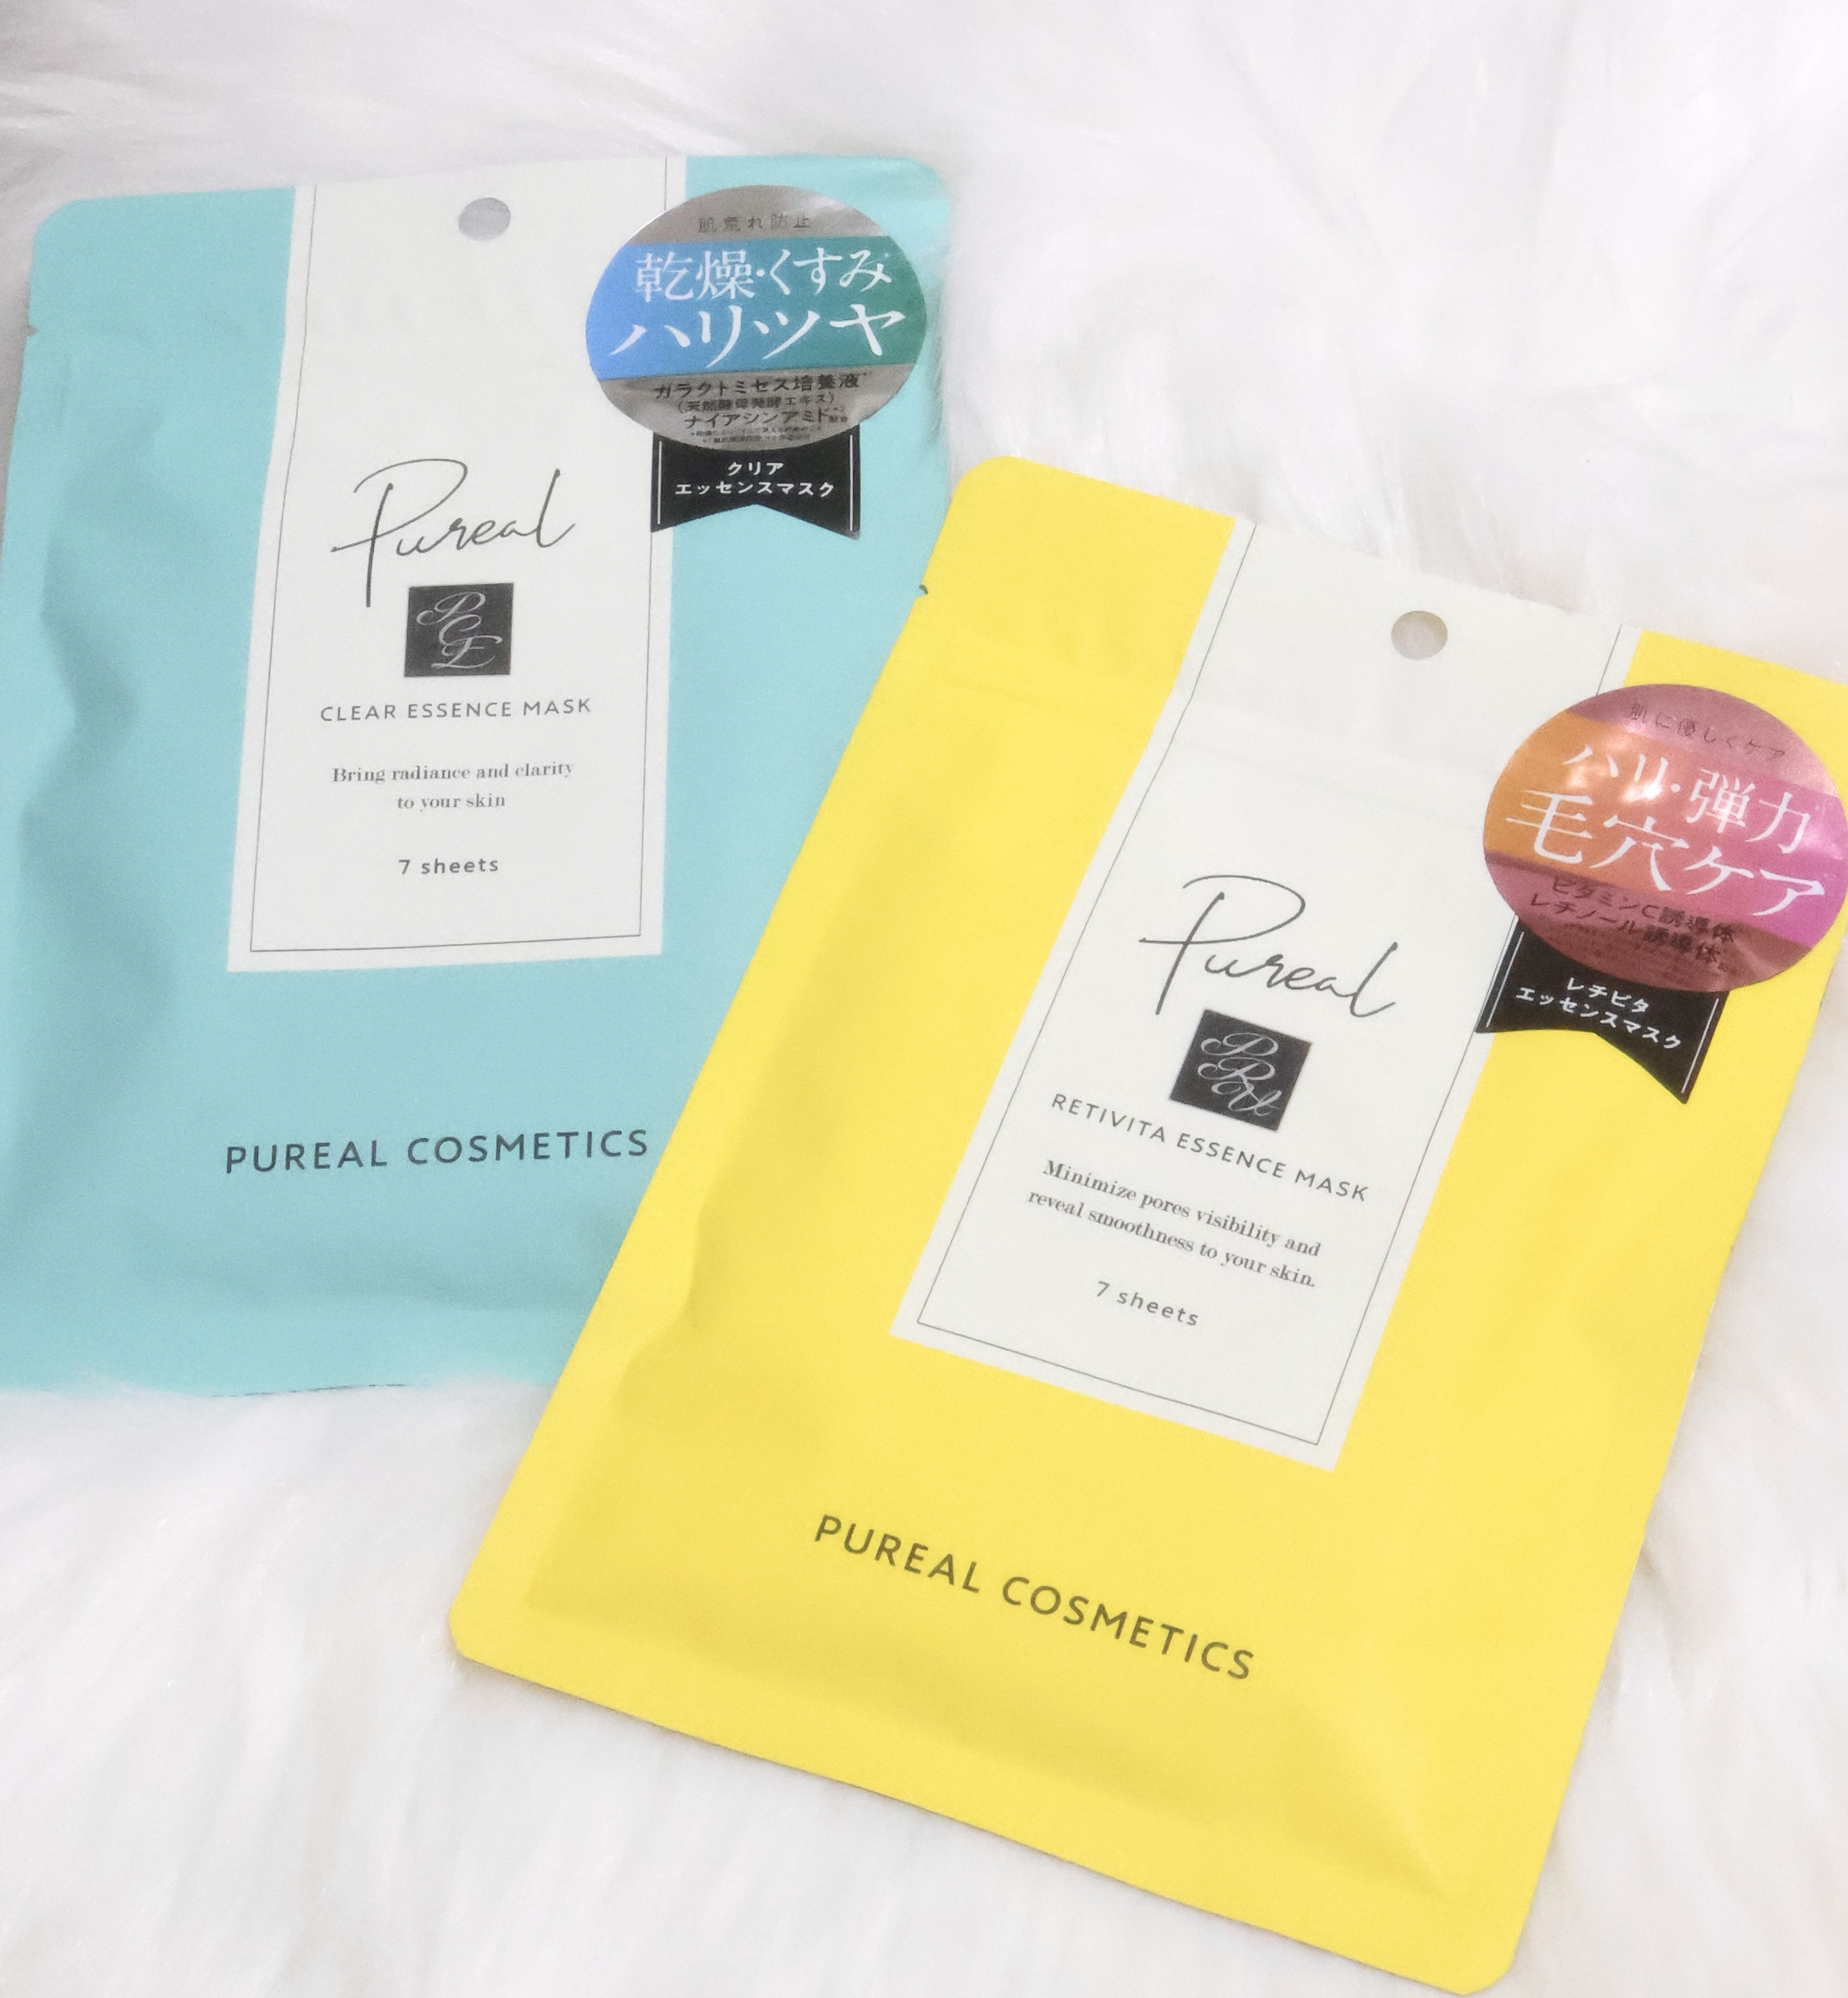 肌荒れ防止
乾燥・くすみ
ハリ・ツヤ
ガラクトミセス培養液
(天然酵母発酵エキス)
ナイアシンアミド
配合
クリア
エッセンスマスク
Pureal
PCE
CLEAR ESSENCE MASK
Bring radiance and clarity
to your skin
7 sheets
PUREAL COSMETICS
肌に優しくケア
ハリ・弾力
毛穴ケア
ビタミンC誘導体
レチノール誘導体
レチビタ
エッセンスマスク
Pureal
PRV
RETIVITA ESSENCE MASK
Minimize pores visibility and
reveal smoothness to your skin.
7 sheets
PUREAL COSMETICS